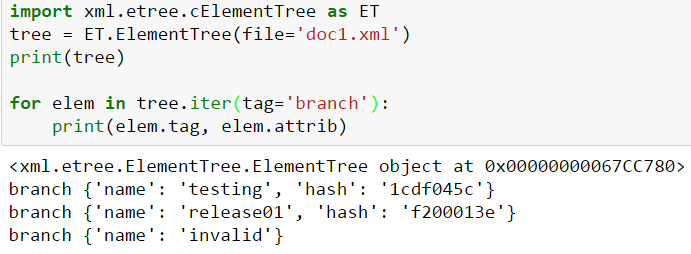 import xml.etree.cElementTree as ET
tree = ET.ElementTree(file='doc1.xml')
print(tree)
for elem in tree.iter(tag='branch'):
    print(elem.tag, elem.attrib)
<xml.etree.ElementTree.ElementTree object at 0x00000000067CC780>
branch {'name': 'testing', 'hash': '1cdf045c'}
branch {'name': 'release01', 'hash': 'f200013e'}
branch {'name': 'invalid'}